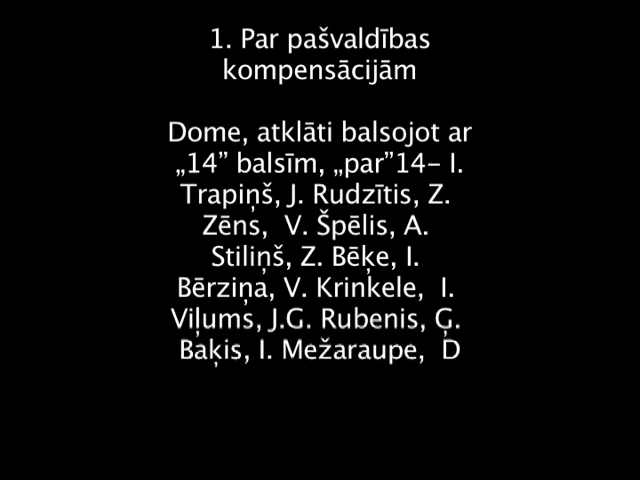 1. Par pašvaldības
kompensācijām
Dome, atklāti balsojot ar
„14” balsīm, „par”14- I.
Trapiņš, J. Rudzītis, Z.
Zēns, V. Špēlis, A.
Stiliņš, Z. Bēķe, I.
Bērziņa, V. Krinkele, I.
Viļums, J.G. Rubenis, Ģ.
Baķis, I. Mežaraupe, D